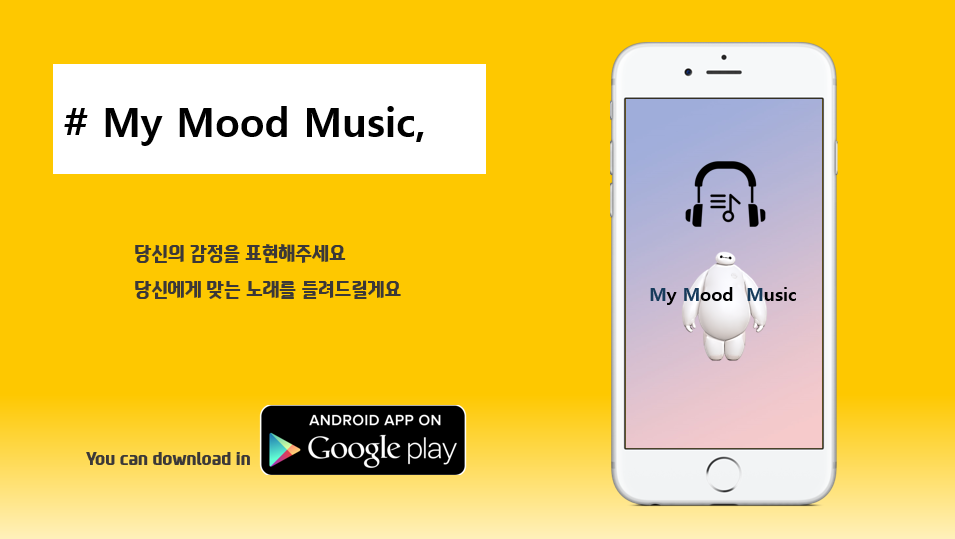 # My Mood Music,
당신의 감정을 표현해주세요
당신에게 맞는 노래를 들려드릴게요
You can download in
ANDROID APP ON
Google play
My Mood Music